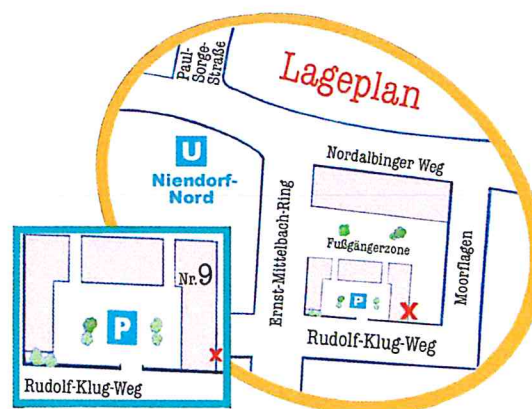 Paul-
Sorge-
Straße
Lageplan
U
Niendorf-
Nord
Nordalbinger Weg
Ernst-Mittelbach-Ring
Fußgängerzone
Moorflagen
P
X
Rudolf-Klug-Weg
Nr.9
P
x
Rudolf-Klug-Weg